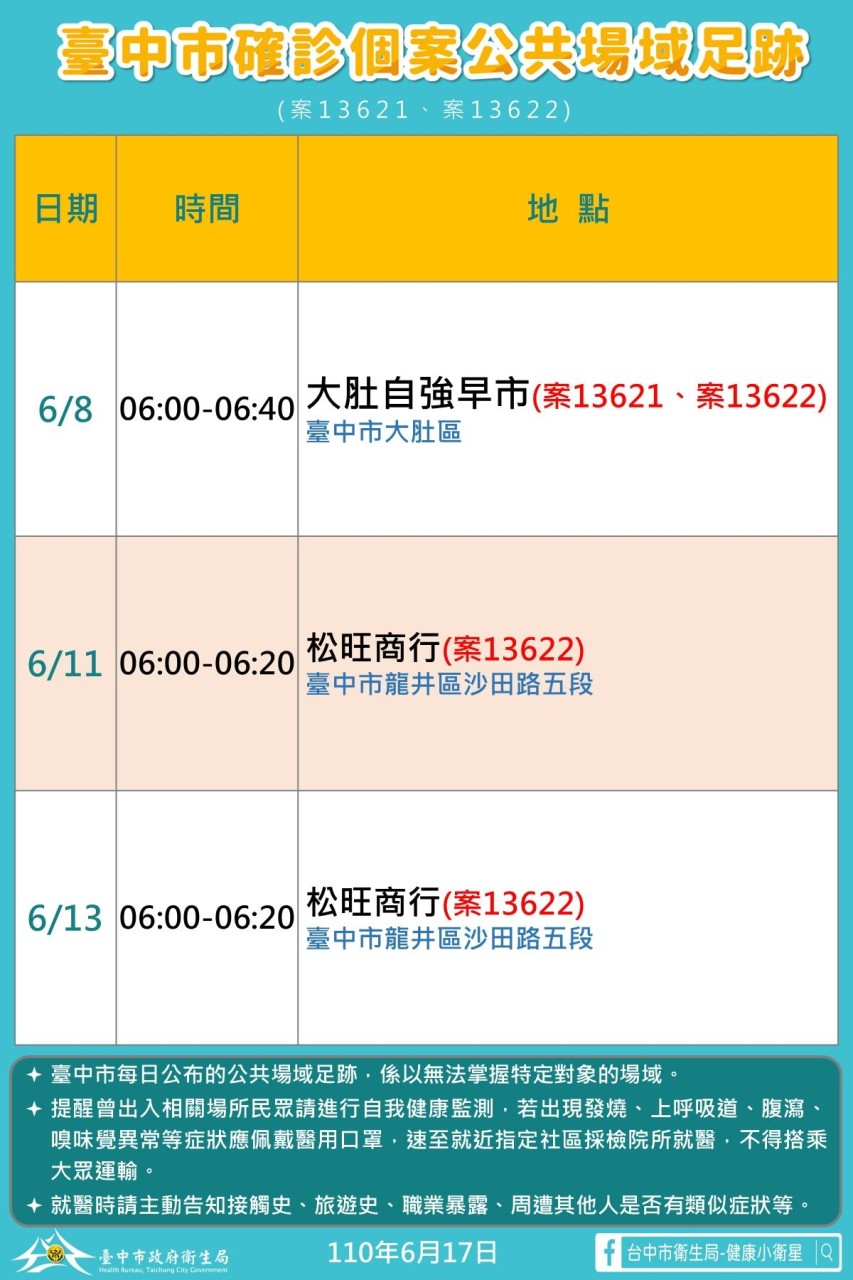 臺中市確診個案公共場域足跡
(案13621、案13622)
日期 時間 地 點
6/8 06:00-06:40 大肚自強早市(案13621、案13622)
臺中市大肚區
6/11 06:00-06:20 松旺商行(案13622)
臺中市龍井區沙田路五段
6/13 06:00-06:20 松旺商行(案13622)
臺中市龍井區沙田路五段
臺中市每日公布的公共場域足跡，係以無法掌握特定對象的場域。
提醒曾出入相關場所民眾請進行自我健康監測，若出現發燒、上呼吸道、腹瀉、
嗅味覺異常等症狀應佩戴醫用口罩，速至就近指定社區採檢院所就醫，不得搭乘
大眾運輸。
就醫時請主動告知接觸史、旅遊史、職業暴露、周遭其他人是否有類似症狀等。
臺中市政府衛生局
Health Bureau, Taichung City Government
110年6月17日
f 台中市衛生局-健康小衛星